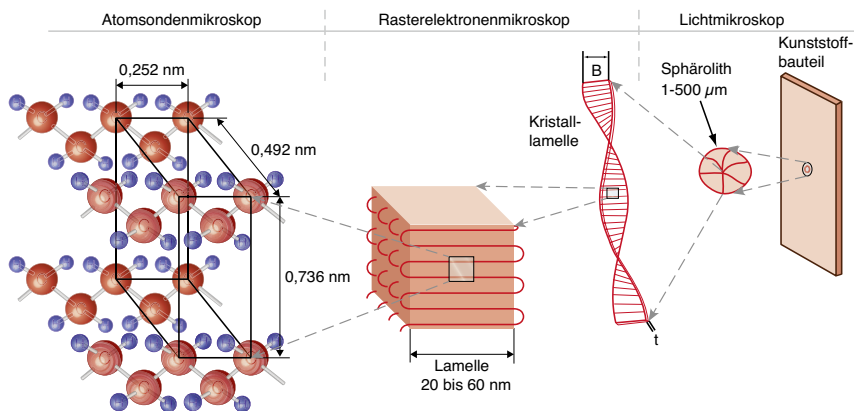 Atomsondenmikroskop
Rasterelektronenmikroskop
Lichtmikroskop
0,252 nm
0,492 nm
0,736 nm
Lamelle
20 bis 60 nm
B
Kristall-
lamelle
t
Sphärolith
1-500 µm
Kunststoff-
bauteil